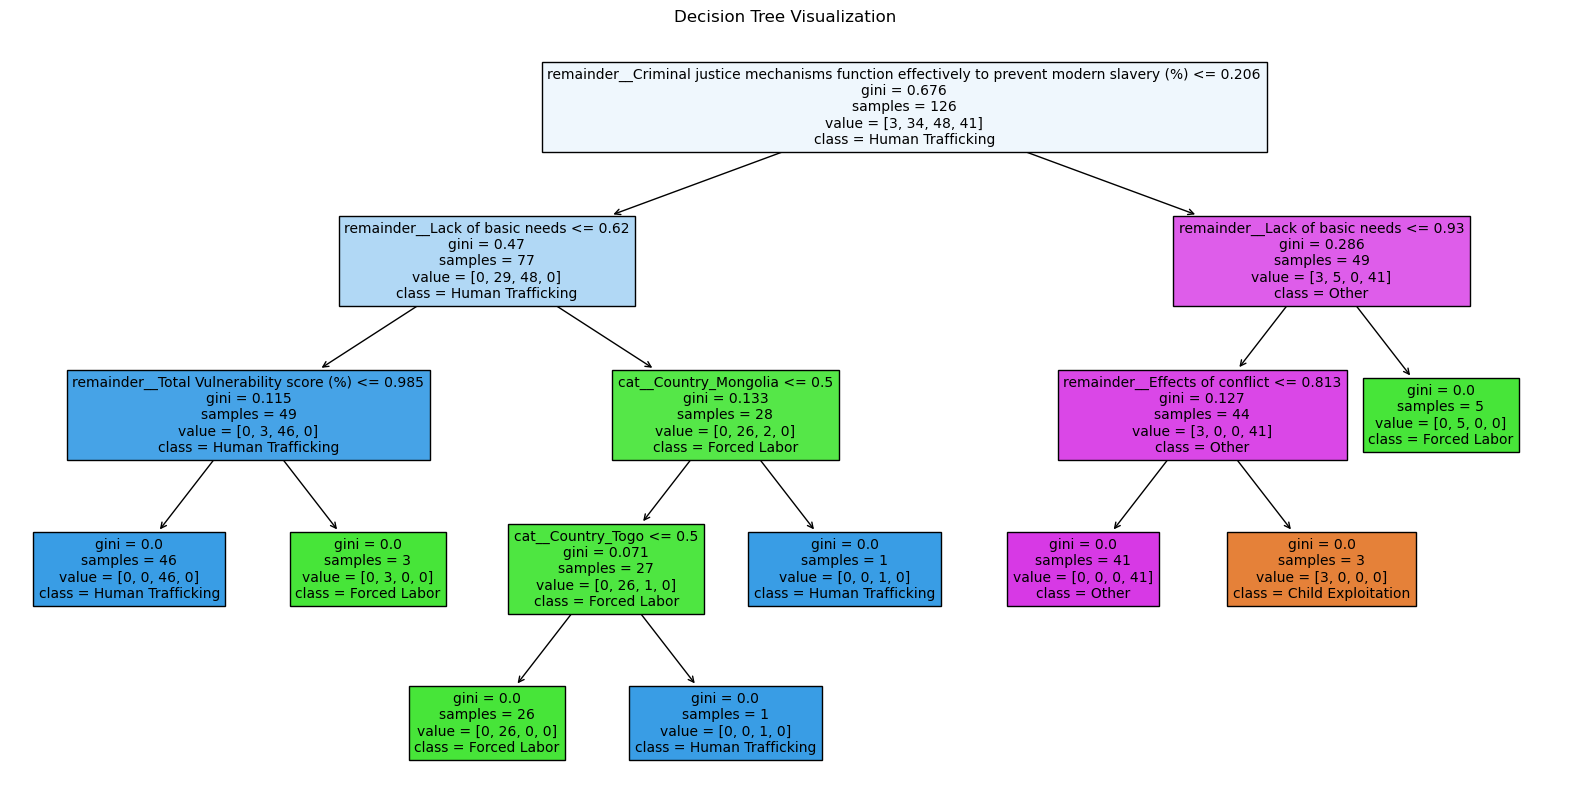 Decision Tree Visualization
remainder__Criminal justice mechanisms function effectively to prevent modern slavery (%) <= 0.206
gini = 0.676
samples = 126
value = [3, 34, 48, 41]
class = Human Trafficking
remainder__Lack of basic needs <= 0.62
gini = 0.47
samples = 77
value = [0, 29, 48, 0]
class = Human Trafficking
remainder__Lack of basic needs <= 0.93
gini = 0.286
samples = 49
value = [3, 5, 0, 41]
class = Other
remainder__Total Vulnerability score (%) <= 0.985
gini = 0.115
samples = 49
value = [0, 3, 46, 0]
class = Human Trafficking
cat__Country_Mongolia <= 0.5
gini = 0.133
samples = 28
value = [0, 26, 2, 0]
class = Forced Labor
remainder__Effects of conflict <= 0.813
gini = 0.127
samples = 44
value = [3, 0, 0, 41]
class = Other
gini = 0.0
samples = 5
value = [0, 5, 0, 0]
class = Forced Labor
gini = 0.0
samples = 46
value = [0, 0, 46, 0]
class = Human Trafficking
gini = 0.0
samples = 3
value = [0, 3, 0, 0]
class = Forced Labor
cat__Country_Togo <= 0.5
gini = 0.071
samples = 27
value = [0, 26, 1, 0]
class = Forced Labor
gini = 0.0
samples = 1
value = [0, 0, 1, 0]
class = Human Trafficking
gini = 0.0
samples = 41
value = [0, 0, 0, 41]
class = Other
gini = 0.0
samples = 3
value = [3, 0, 0, 0]
class = Child Exploitation
gini = 0.0
samples = 26
value = [0, 26, 0, 0]
class = Forced Labor
gini = 0.0
samples = 1
value = [0, 0, 1, 0]
class = Human Trafficking